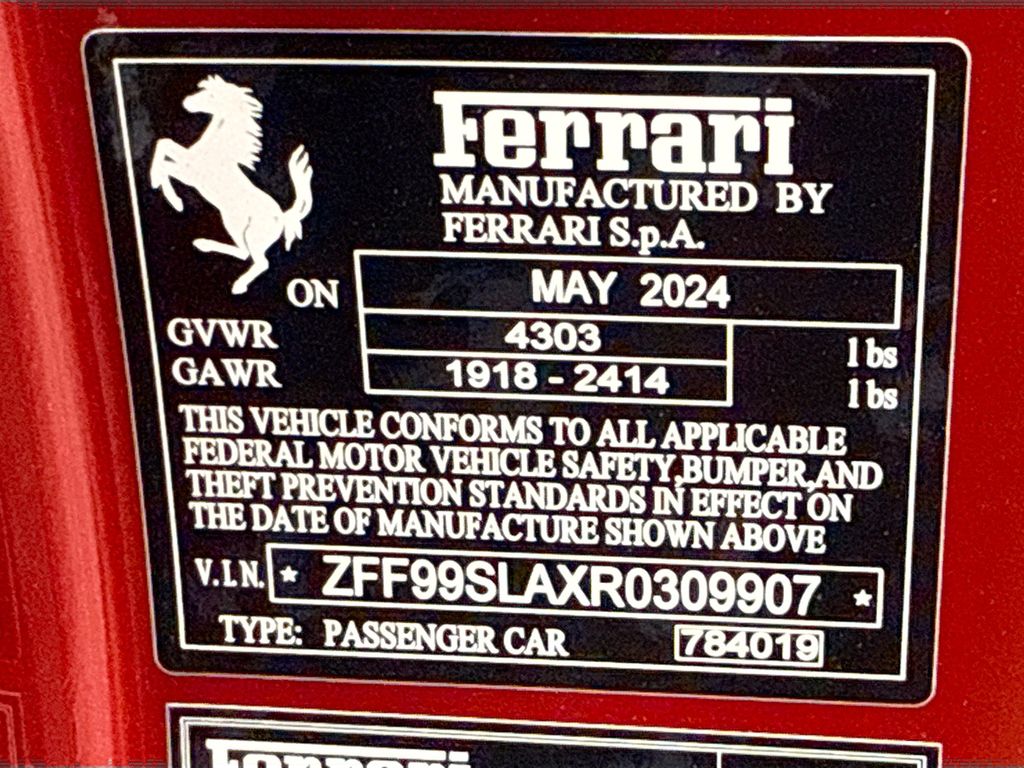 Ferrari
MANUFACTURED BY
FERRARI S.p.A.
ON MAY 2024
GVWR 4303 lbs
GAWR 1918 - 2414 lbs
THIS VEHICLE CONFORMS TO ALL APPLICABLE
FEDERAL MOTOR VEHICLE SAFETY,BUMPER,AND
THEFT PREVENTION STANDARDS IN EFFECT ON
THE DATE OF MANUFACTURE SHOWN ABOVE
V.I.N. * ZFF99SLAXR0309907 *
TYPE: PASSENGER CAR 784019
Ferrari